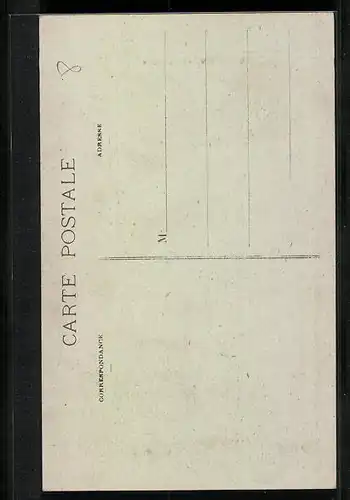 8
CARTE POSTALE
CORRESPONDANCE
ADRESSE
M